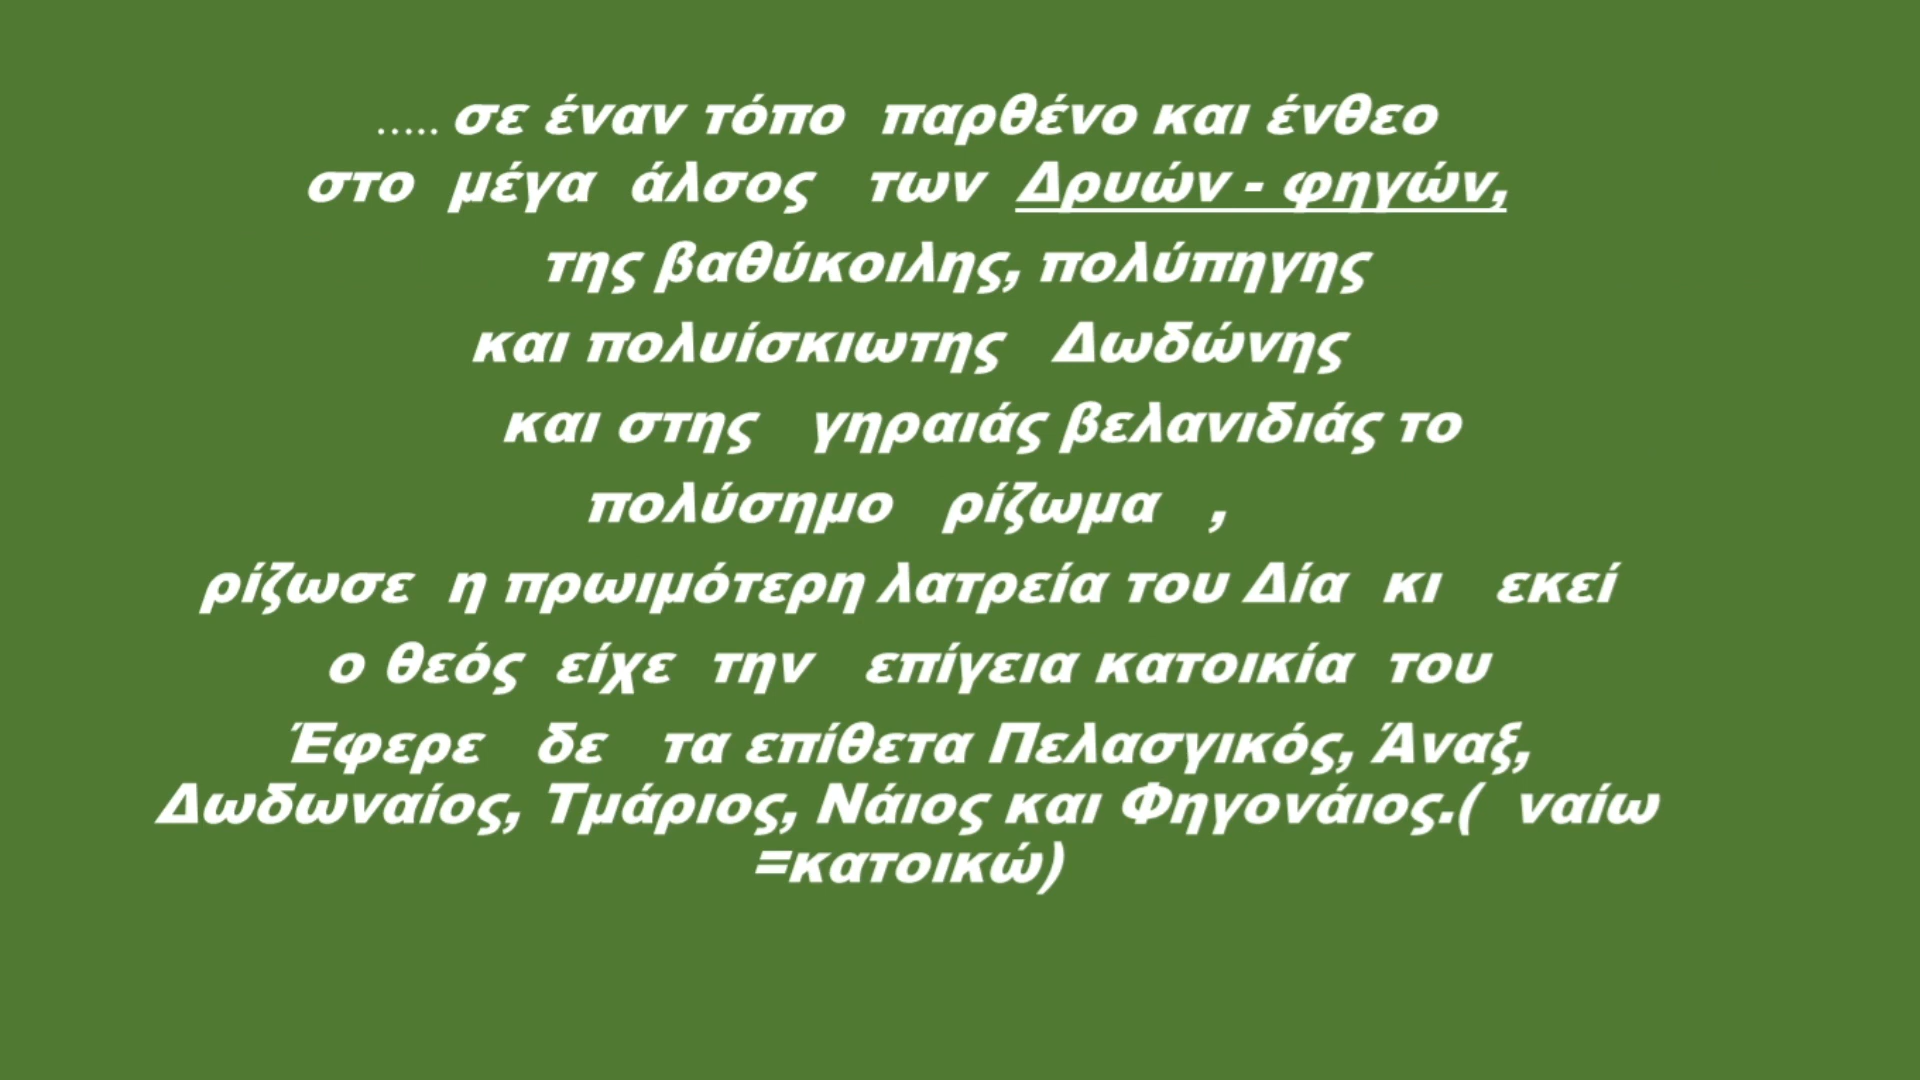 ..... σε έναν τόπο παρθένο και ένθεο
στο μέγα άλσος των Δρυών - φηγών,
της βαθύκοιλης, πολύπηγης
και πολυίσκιωτης Δωδώνης
και στης γηραιάς βελανιδιάς το
πολύσημο ρίζωμα ,
ρίζωσε η πρωιμότερη λατρεία του Δία κι εκεί
ο θεός είχε την επίγεια κατοικία του
Έφερε δε τα επίθετα Πελασγικός, Άναξ,
Δωδωναίος, Τμάριος, Νάιος και Φηγονάιος.( ναίω
=κατοικώ)